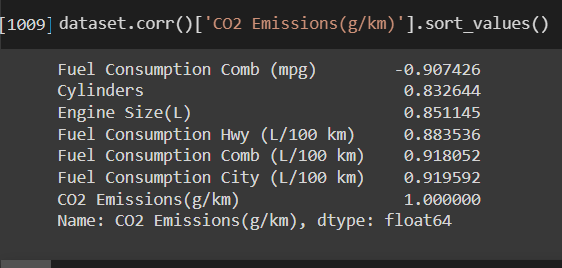 [1009] dataset.corr()['CO2 Emissions(g/km)'].sort_values()
Fuel Consumption Comb (mpg) -0.907426
Cylinders 0.832644
Engine Size(L) 0.851145
Fuel Consumption Hwy (L/100 km) 0.883536
Fuel Consumption Comb (L/100 km) 0.918052
Fuel Consumption City (L/100 km) 0.919592
CO2 Emissions(g/km) 1.000000
Name: CO2 Emissions(g/km), dtype: float64